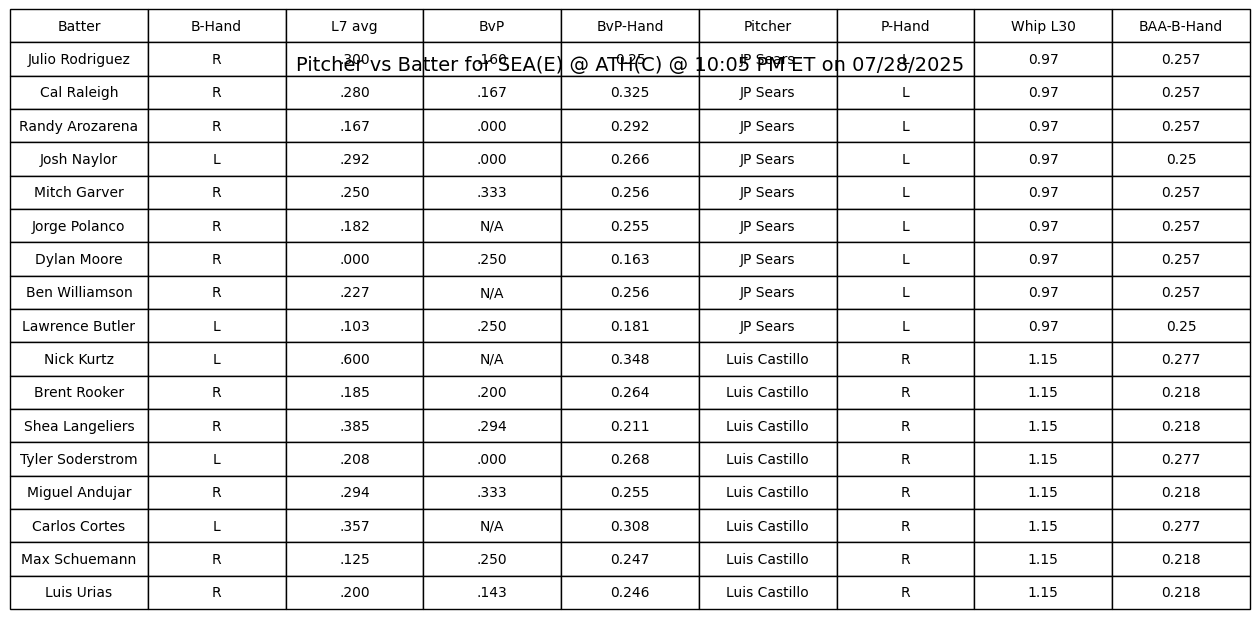 Batter B-Hand L7 avg BvP BvP-Hand Pitcher P-Hand Whip L30 BAA-B-Hand
Julio Rodriguez R .300 .160 0.25 JP Sears L 0.97 0.257
Pitcher vs Batter for SEA(E) @ ATH(C) @ 10:05 PM ET on 07/28/2025
Cal Raleigh R .280 .167 0.325 JP Sears L 0.97 0.257
Randy Arozarena R .167 .000 0.292 JP Sears L 0.97 0.257
Josh Naylor L .292 .000 0.266 JP Sears L 0.97 0.25
Mitch Garver R .250 .333 0.256 JP Sears L 0.97 0.257
Jorge Polanco R .182 N/A 0.255 JP Sears L 0.97 0.257
Dylan Moore R .000 .250 0.163 JP Sears L 0.97 0.257
Ben Williamson R .227 N/A 0.256 JP Sears L 0.97 0.257
Lawrence Butler L .103 .250 0.181 JP Sears L 0.97 0.25
Nick Kurtz L .600 N/A 0.348 Luis Castillo R 1.15 0.277
Brent Rooker R .185 .200 0.264 Luis Castillo R 1.15 0.218
Shea Langeliers R .385 .294 0.211 Luis Castillo R 1.15 0.218
Tyler Soderstrom L .208 .000 0.268 Luis Castillo R 1.15 0.277
Miguel Andujar R .294 .333 0.255 Luis Castillo R 1.15 0.218
Carlos Cortes L .357 N/A 0.308 Luis Castillo R 1.15 0.277
Max Schuemann R .125 .250 0.247 Luis Castillo R 1.15 0.218
Luis Urias R .200 .143 0.246 Luis Castillo R 1.15 0.218